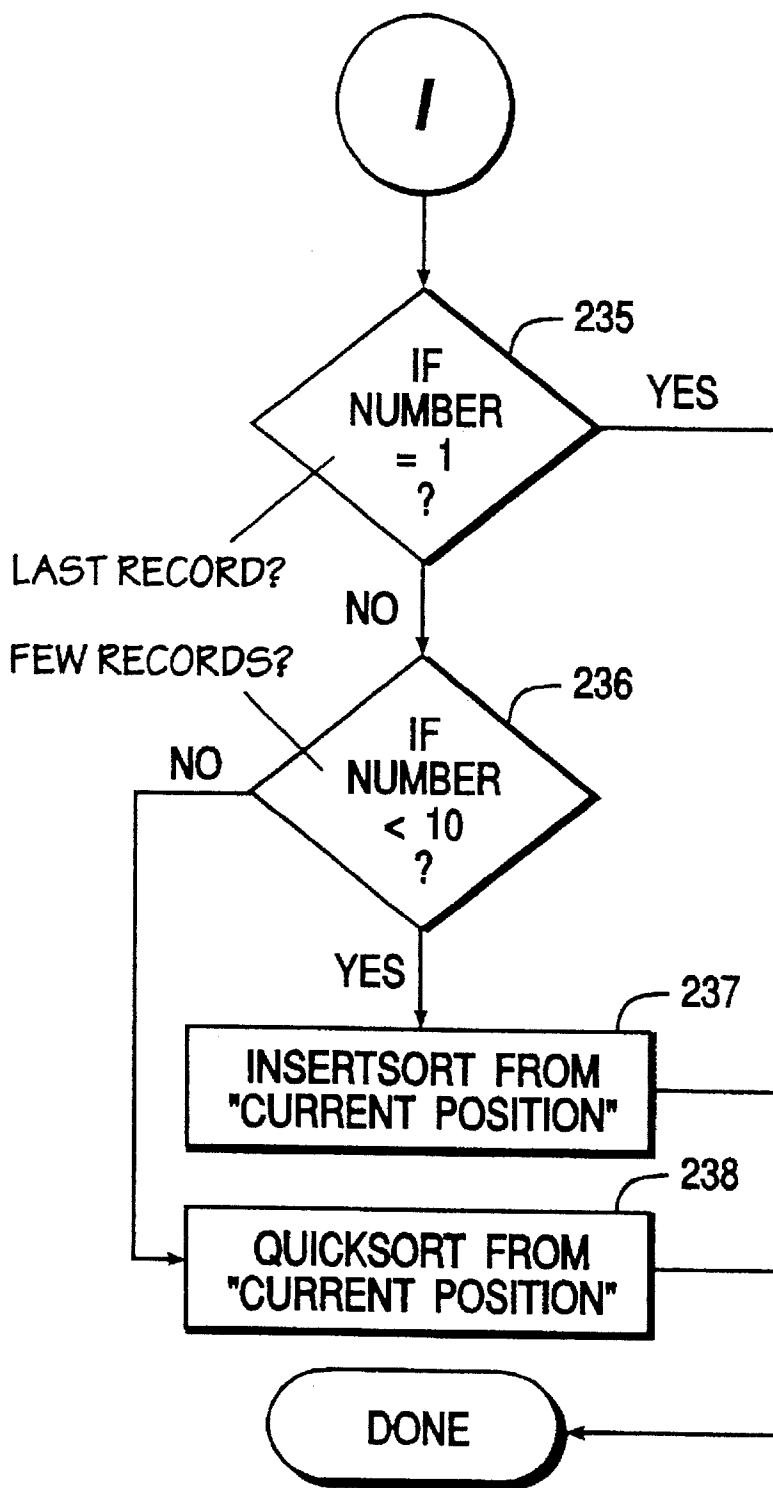 I
235
IF
NUMBER
= 1
?
YES
LAST RECORD?
NO
FEW RECORDS?
236
IF
NUMBER
< 10
?
NO
YES
237
INSERTSORT FROM
"CURRENT POSITION"
238
QUICKSORT FROM
"CURRENT POSITION"
DONE